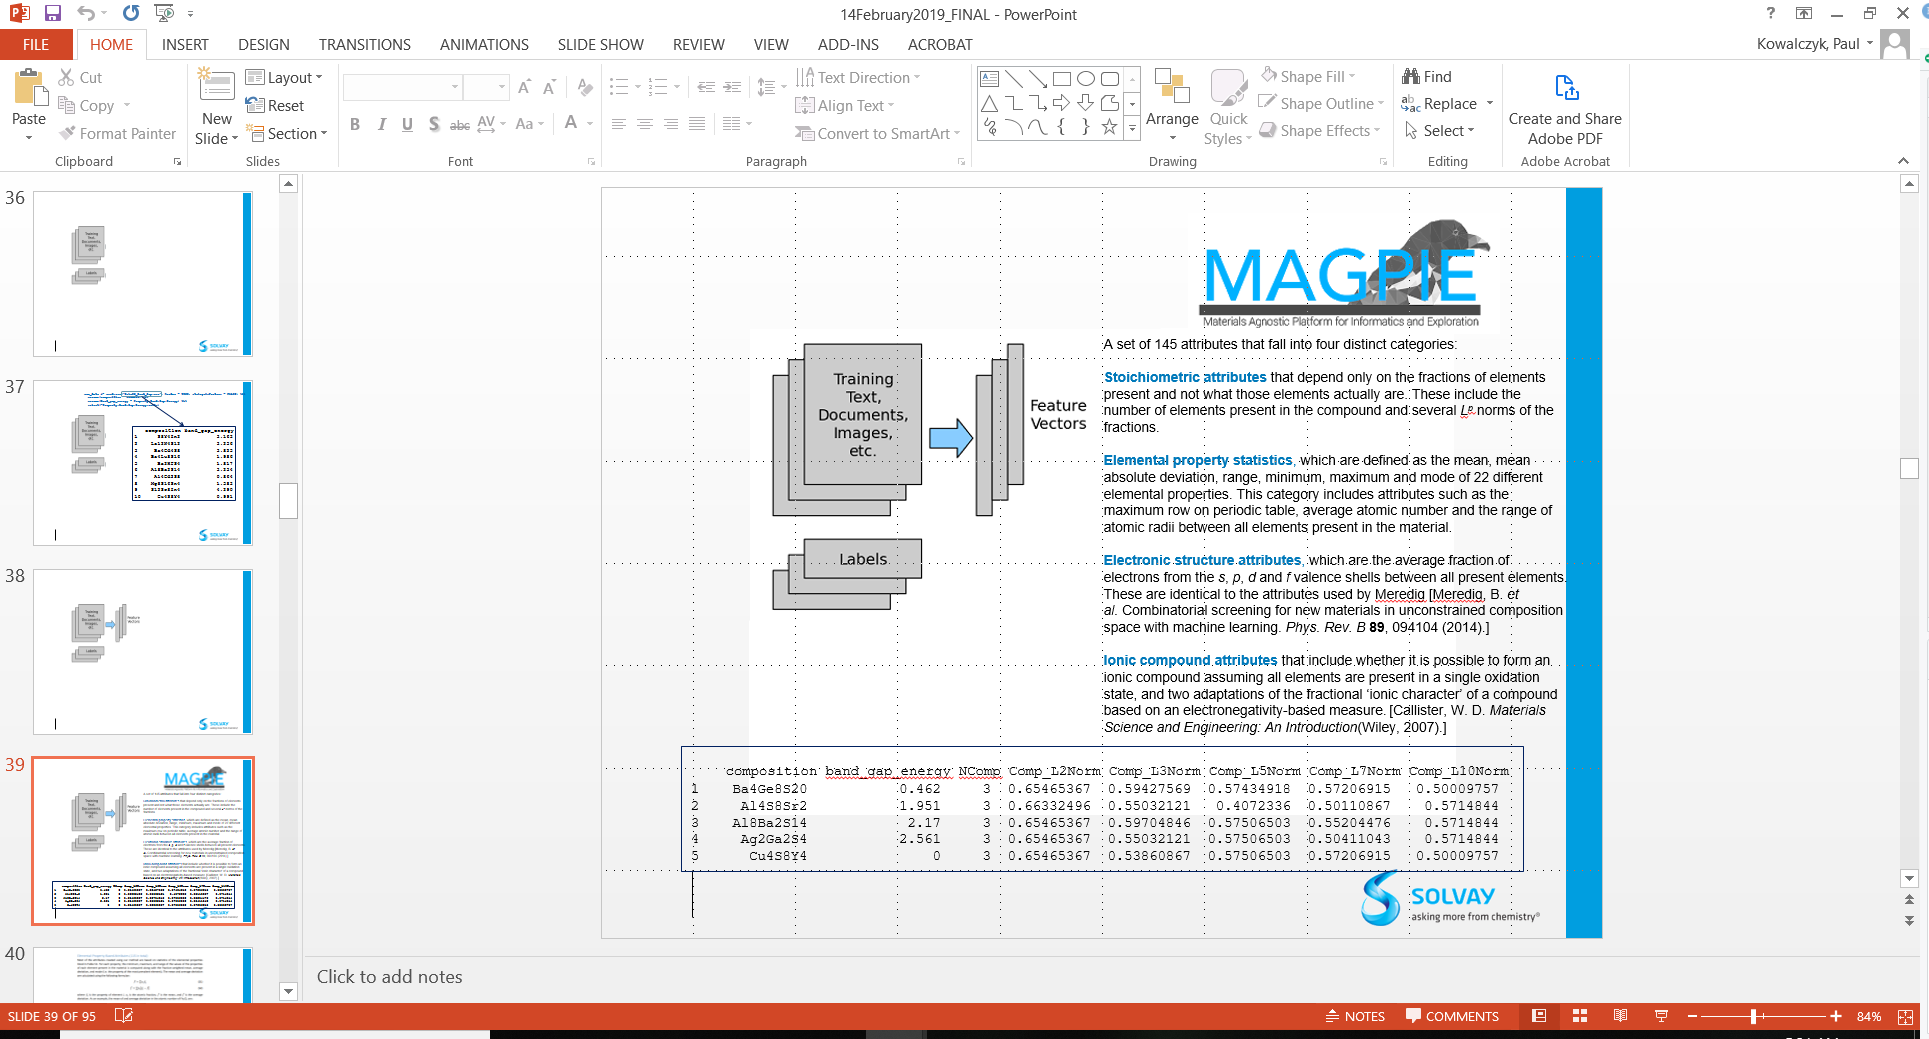 14February2019_FINAL - PowerPoint
?
FILE
HOME
INSERT
DESIGN
TRANSITIONS
ANIMATIONS
SLIDE SHOW
REVIEW
VIEW
ADD-INS
ACROBAT
Kowalczyk, Paul
Paste
Cut
Copy
Format Painter
Clipboard
New
Slide
Layout
Reset
Section
Slides
B I U S abc AV Aa A
Font
Text Direction
Align Text
Convert to SmartArt
Paragraph
Arrange
Quick
Styles
Shape Fill
Shape Outline
Shape Effects
Drawing
Find
Replace
Select
Editing
Create and Share
Adobe PDF
Adobe Acrobat
36
37
38
39
40
MAGPIE
Materials Agnostic Platform for Informatics and Exploration
Training
Text,
Documents,
Images,
etc.
Feature
Vectors
Labels
A set of 145 attributes that fall into four distinct categories:
Stoichiometric attributes that depend only on the fractions of elements
present and not what those elements actually are. These include the
number of elements present in the compound and several Lp norms of the
fractions.
Elemental property statistics, which are defined as the mean, mean
absolute deviation, range, minimum, maximum and mode of 22 different
elemental properties. This category includes attributes such as the
maximum row on periodic table, average atomic number and the range of
atomic radii between all elements present in the material.
Electronic structure attributes, which are the average fraction of
electrons from the s, p, d and f valence shells between all present elements.
These are identical to the attributes used by Meredig [Meredig, B. et
al. Combinatorial screening for new materials in unconstrained composition
space with machine learning. Phys. Rev. B 89, 094104 (2014).]
Ionic compound attributes that include whether it is possible to form an
ionic compound assuming all elements are present in a single oxidation
state, and two adaptations of the fractional ‘ionic character’ of a compound
based on an electronegativity-based measure. [Callister, W. D. Materials
Science and Engineering: An Introduction(Wiley, 2007).]
composition band_gap_energy NComp Comp_L2Norm Comp_L3Norm Comp_L5Norm Comp_L7Norm Comp_L10Norm
1 Ba4Ge8S20 0.462 3 0.65465367 0.59427569 0.57434918 0.57206915 0.50009757
2 Al4S8Sr2 1.951 3 0.66332496 0.55032121 0.4072336 0.50110867 0.5714844
3 Al8Ba2S14 2.17 3 0.65465367 0.59704846 0.57506503 0.55204476 0.5714844
4 Ag2Ga2S4 2.561 3 0.65465367 0.55032121 0.57506503 0.50411043 0.5714844
5 Cu4S8Y4 0 3 0.65465367 0.53860867 0.57506503 0.57206915 0.50009757
SOLVAY
asking more from chemistry®
Click to add notes
SLIDE 39 OF 95
NOTES
COMMENTS
84%